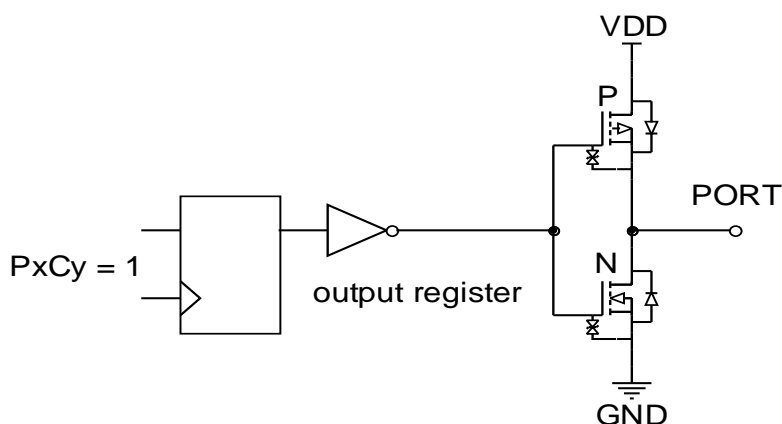 VDD
P
PORT
PxCy = 1
N
output register
GND